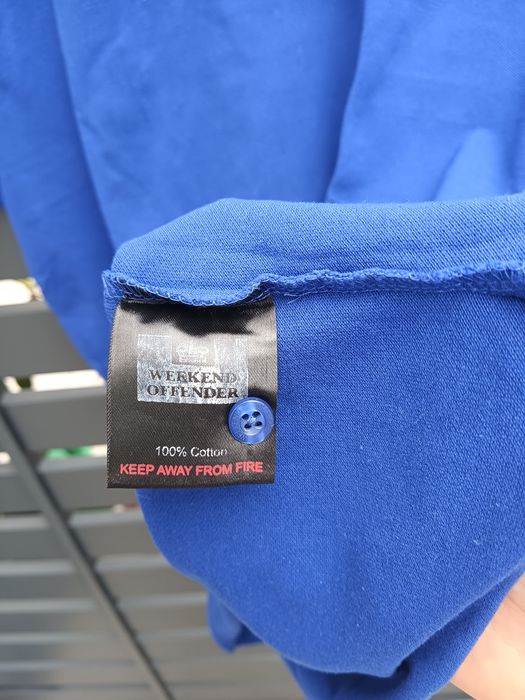 WEEKEND
OFFENDER
100% Cotton
KEEP AWAY FROM FIRE